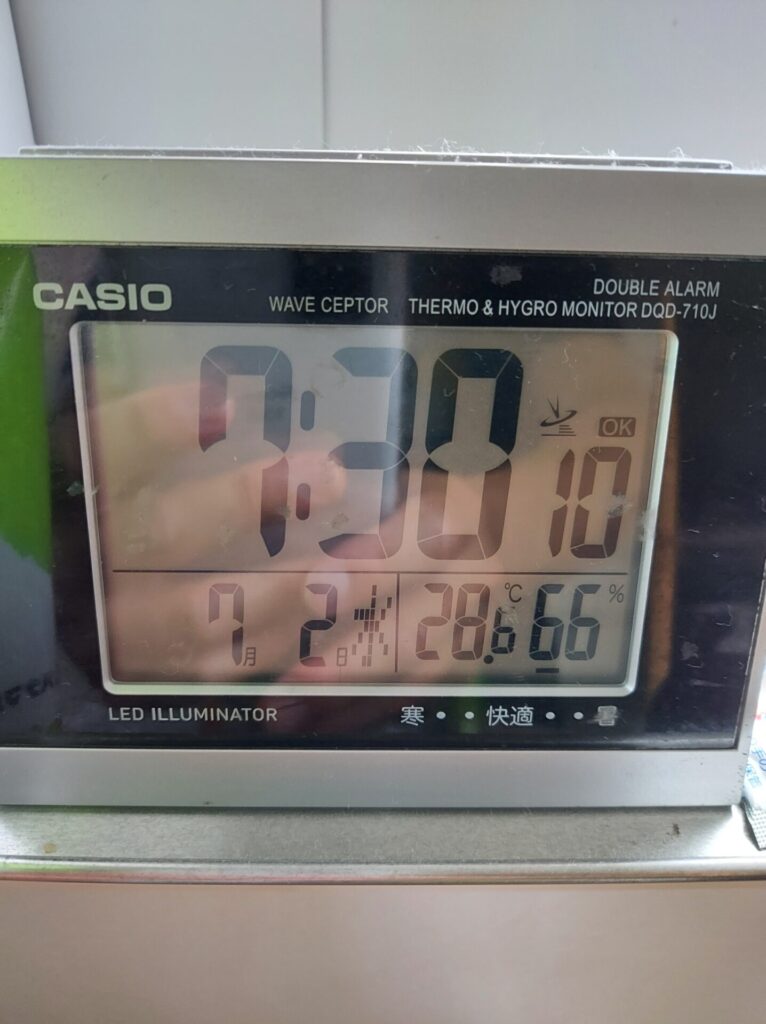 DOUBLE ALARM
CASIO WAVE CEPTOR THERMO & HYGRO MONITOR DQD-710J
7:30 10 OK
7月 2日 水 28.6℃ 66%
LED ILLUMINATOR 寒・・快適・・暑